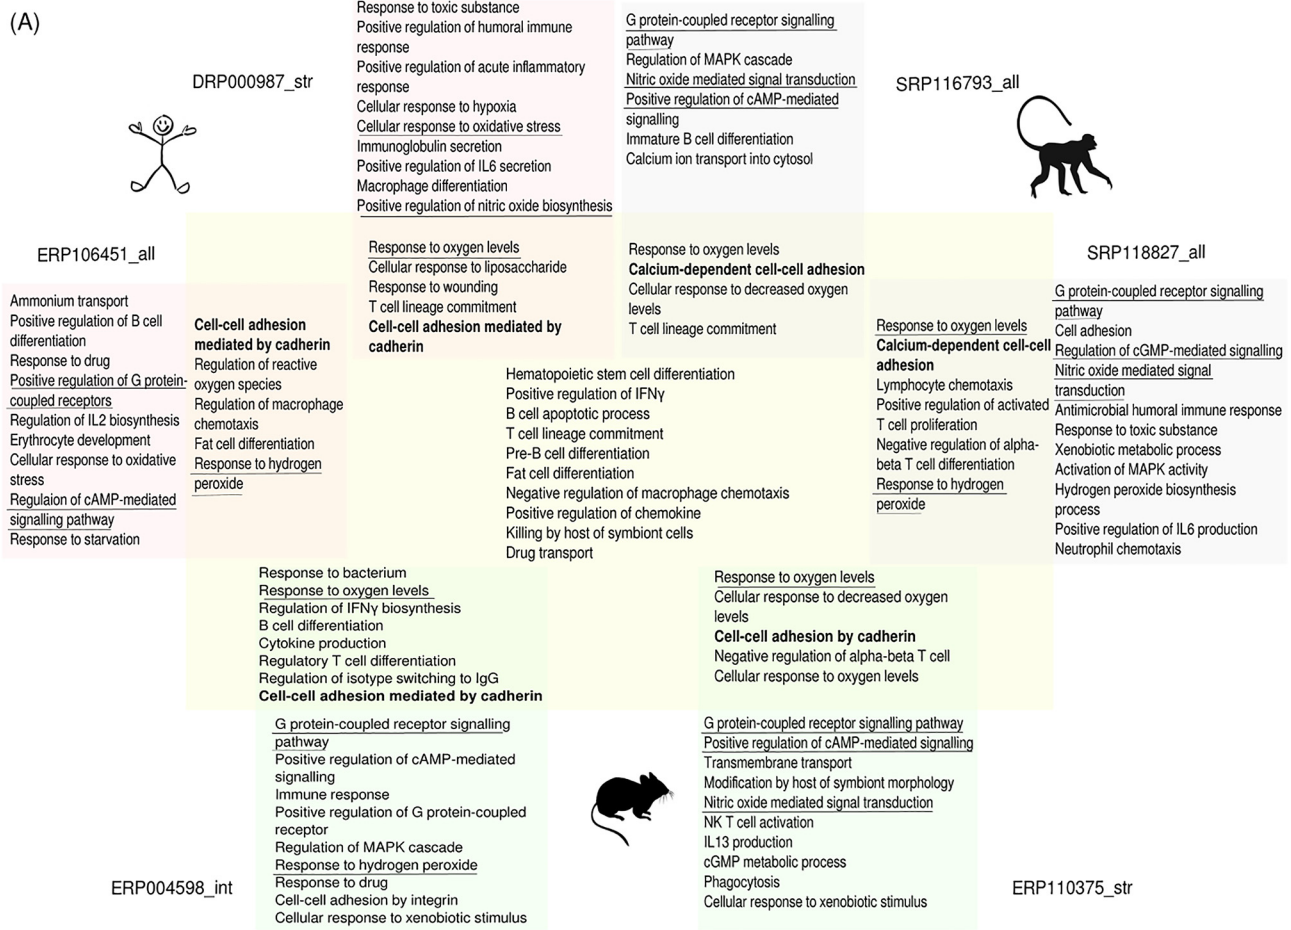 (A)
DRP000987_str
Response to toxic substance
Positive regulation of humoral immune
response
Positive regulation of acute inflammatory
response
Cellular response to hypoxia
Cellular response to oxidative stress
Immunoglobulin secretion
Positive regulation of IL6 secretion
Macrophage differentiation
Positive regulation of nitric oxide biosynthesis
Response to oxygen levels
Cellular response to liposaccharide
Response to wounding
T cell lineage commitment
Cell-cell adhesion mediated by
cadherin
G protein-coupled receptor signalling
pathway
Regulation of MAPK cascade
Nitric oxide mediated signal transduction
Positive regulation of cAMP-mediated
signalling
Immature B cell differentiation
Calcium ion transport into cytosol
Response to oxygen levels
Calcium-dependent cell-cell adhesion
Cellular response to decreased oxygen
levels
T cell lineage commitment
SRP116793_all
ERP106451_all
Ammonium transport
Positive regulation of B cell
differentiation
Response to drug
Positive regulation of G protein-
coupled receptors
Regulation of IL2 biosynthesis
Erythrocyte development
Cellular response to oxidative
stress
Regulaion of cAMP-mediated
signalling pathway
Response to starvation
Cell-cell adhesion
mediated by cadherin
Regulation of reactive
oxygen species
Regulation of macrophage
chemotaxis
Fat cell differentiation
Response to hydrogen
peroxide
Hematopoietic stem cell differentiation
Positive regulation of IFNγ
B cell apoptotic process
T cell lineage commitment
Pre-B cell differentiation
Fat cell differentiation
Negative regulation of macrophage chemotaxis
Positive regulation of chemokine
Killing by host of symbiont cells
Drug transport
Response to oxygen levels
Calcium-dependent cell-cell
adhesion
Lymphocyte chemotaxis
Positive regulation of activated
T cell proliferation
Negative regulation of alpha-
beta T cell differentiation
Response to hydrogen
peroxide
SRP118827_all
G protein-coupled receptor signalling
pathway
Cell adhesion
Regulation of cGMP-mediated signalling
Nitric oxide mediated signal
transduction
Antimicrobial humoral immune response
Response to toxic substance
Xenobiotic metabolic process
Activation of MAPK activity
Hydrogen peroxide biosynthesis
process
Positive regulation of IL6 production
Neutrophil chemotaxis
Response to bacterium
Response to oxygen levels
Regulation of IFNγ biosynthesis
B cell differentiation
Cytokine production
Regulatory T cell differentiation
Regulation of isotype switching to IgG
Cell-cell adhesion mediated by cadherin
G protein-coupled receptor signalling
pathway
Positive regulation of cAMP-mediated
signalling
Immune response
Positive regulation of G protein-coupled
receptor
Regulation of MAPK cascade
Response to hydrogen peroxide
Response to drug
Cell-cell adhesion by integrin
Cellular response to xenobiotic stimulus
ERP004598_int
Response to oxygen levels
Cellular response to decreased oxygen
levels
Cell-cell adhesion by cadherin
Negative regulation of alpha-beta T cell
Cellular response to oxygen levels
G protein-coupled receptor signalling pathway
Positive regulation of cAMP-mediated signalling
Transmembrane transport
Modification by host of symbiont morphology
Nitric oxide mediated signal transduction
NK T cell activation
IL13 production
cGMP metabolic process
Phagocytosis
Cellular response to xenobiotic stimulus
ERP110375_str